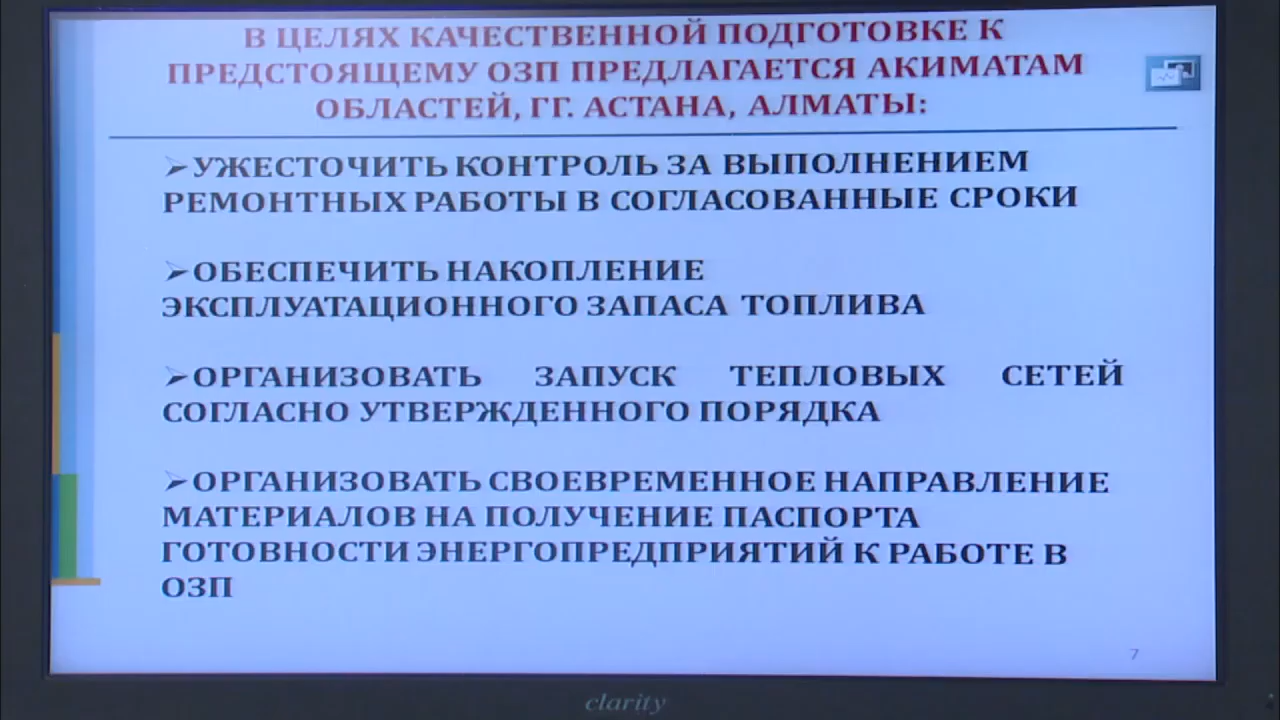 В ЦЕЛЯХ КАЧЕСТВЕННОЙ ПОДГОТОВКЕ К
ПРЕДСТОЯЩЕМУ ОЗП ПРЕДЛАГАЕТСЯ АКИМАТАМ
ОБЛАСТЕЙ, ГГ. АСТАНА, АЛМАТЫ:
➢УЖЕСТОЧИТЬ КОНТРОЛЬ ЗА ВЫПОЛНЕНИЕМ
РЕМОНТНЫХ РАБОТЫ В СОГЛАСОВАННЫЕ СРОКИ
➢ОБЕСПЕЧИТЬ НАКОПЛЕНИЕ
ЭКСПЛУАТАЦИОННОГО ЗАПАСА ТОПЛИВА
➢ОРГАНИЗОВАТЬ ЗАПУСК ТЕПЛОВЫХ СЕТЕЙ
СОГЛАСНО УТВЕРЖДЕННОГО ПОРЯДКА
➢ОРГАНИЗОВАТЬ СВОЕВРЕМЕННОЕ НАПРАВЛЕНИЕ
МАТЕРИАЛОВ НА ПОЛУЧЕНИЕ ПАСПОРТА
ГОТОВНОСТИ ЭНЕРГОПРЕДПРИЯТИЙ К РАБОТЕ В
ОЗП
7
clarity